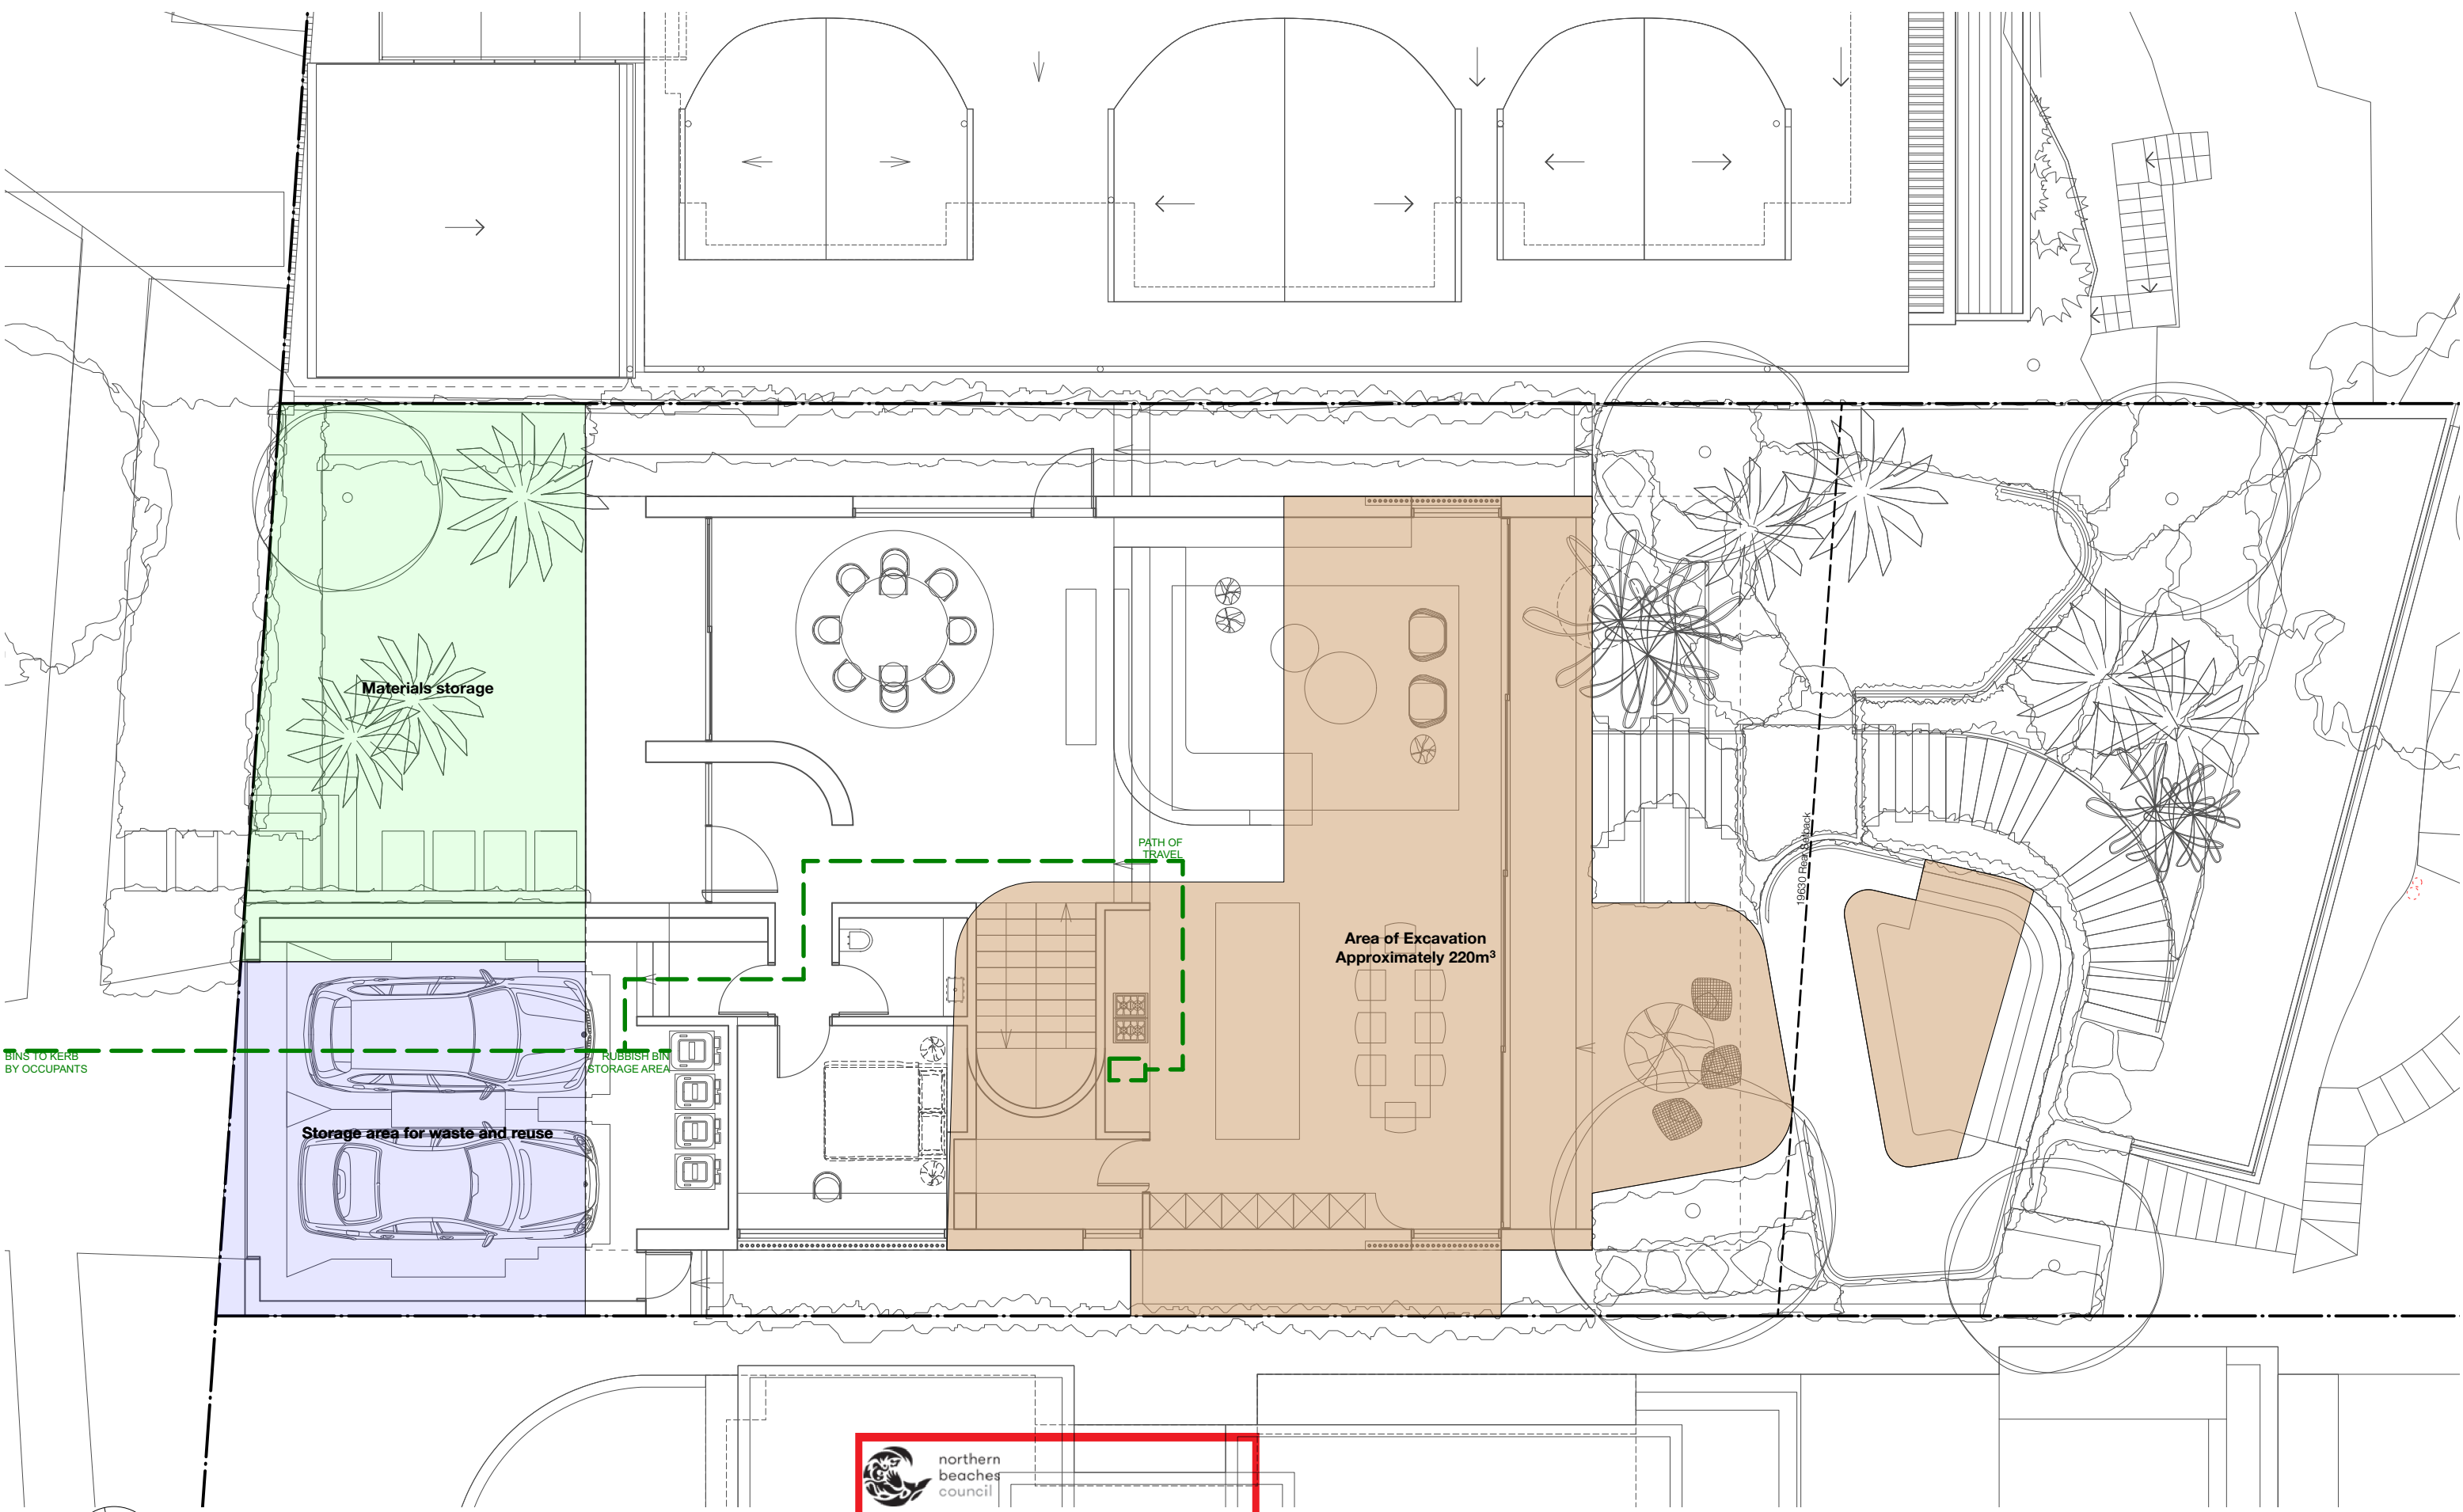 Materials storage
PATH OF
TRAVEL
19630 Rear Setback
Area of Excavation
Approximately 220m³
BINS TO KERB
BY OCCUPANTS
RUBBISH BIN
STORAGE AREA
Storage area for waste and reuse
northern
beaches
council